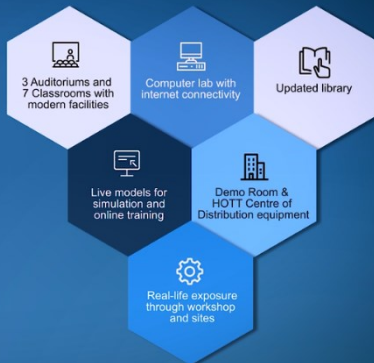 3 Auditoriums and
7 Classrooms with
modern facilities
Computer lab with
internet connectivity
Updated library
Live models for
simulation and
online training
Demo Room &
HOTT Centre of
Distribution equipment
Real-life exposure
through workshop
and sites